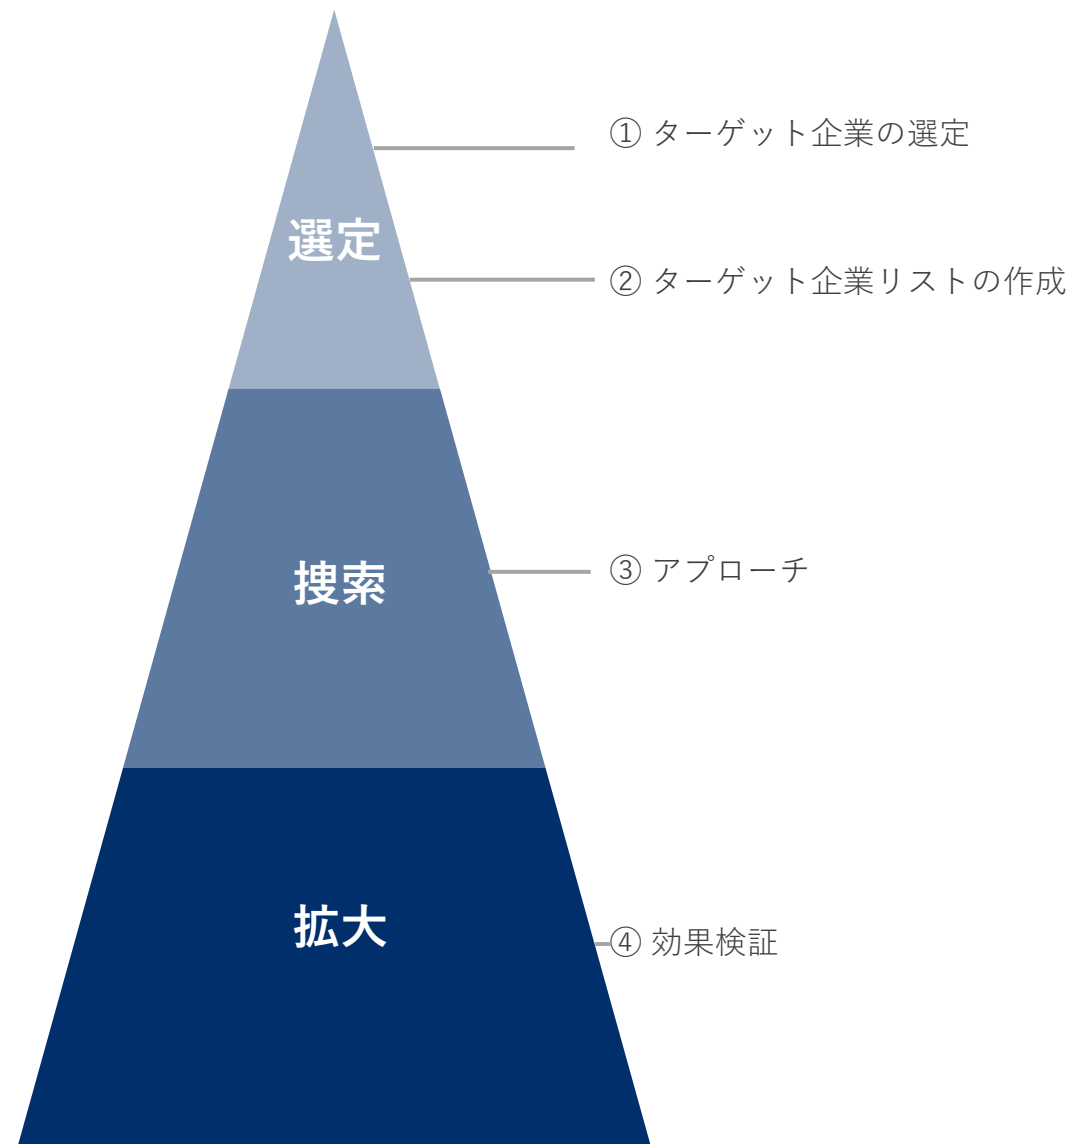 ① ターゲット企業の選定
選定
② ターゲット企業リストの作成
捜索
③ アプローチ
拡大
④ 効果検証